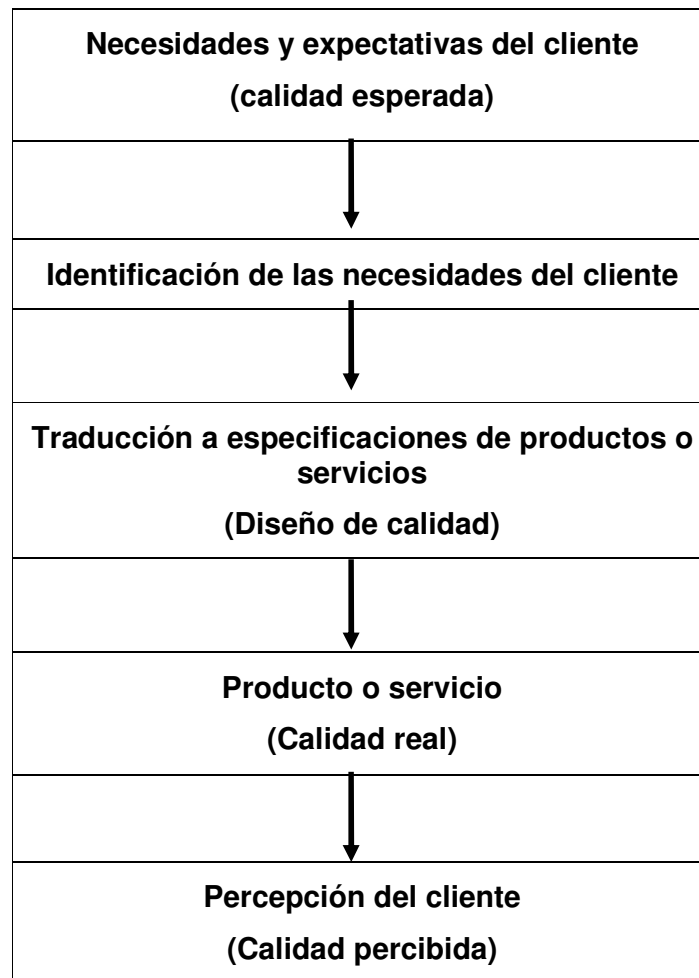 Necesidades y expectativas del cliente
(calidad esperada)
Identificación de las necesidades del cliente
Traducción a especificaciones de productos o
servicios
(Diseño de calidad)
Producto o servicio
(Calidad real)
Percepción del cliente
(Calidad percibida)